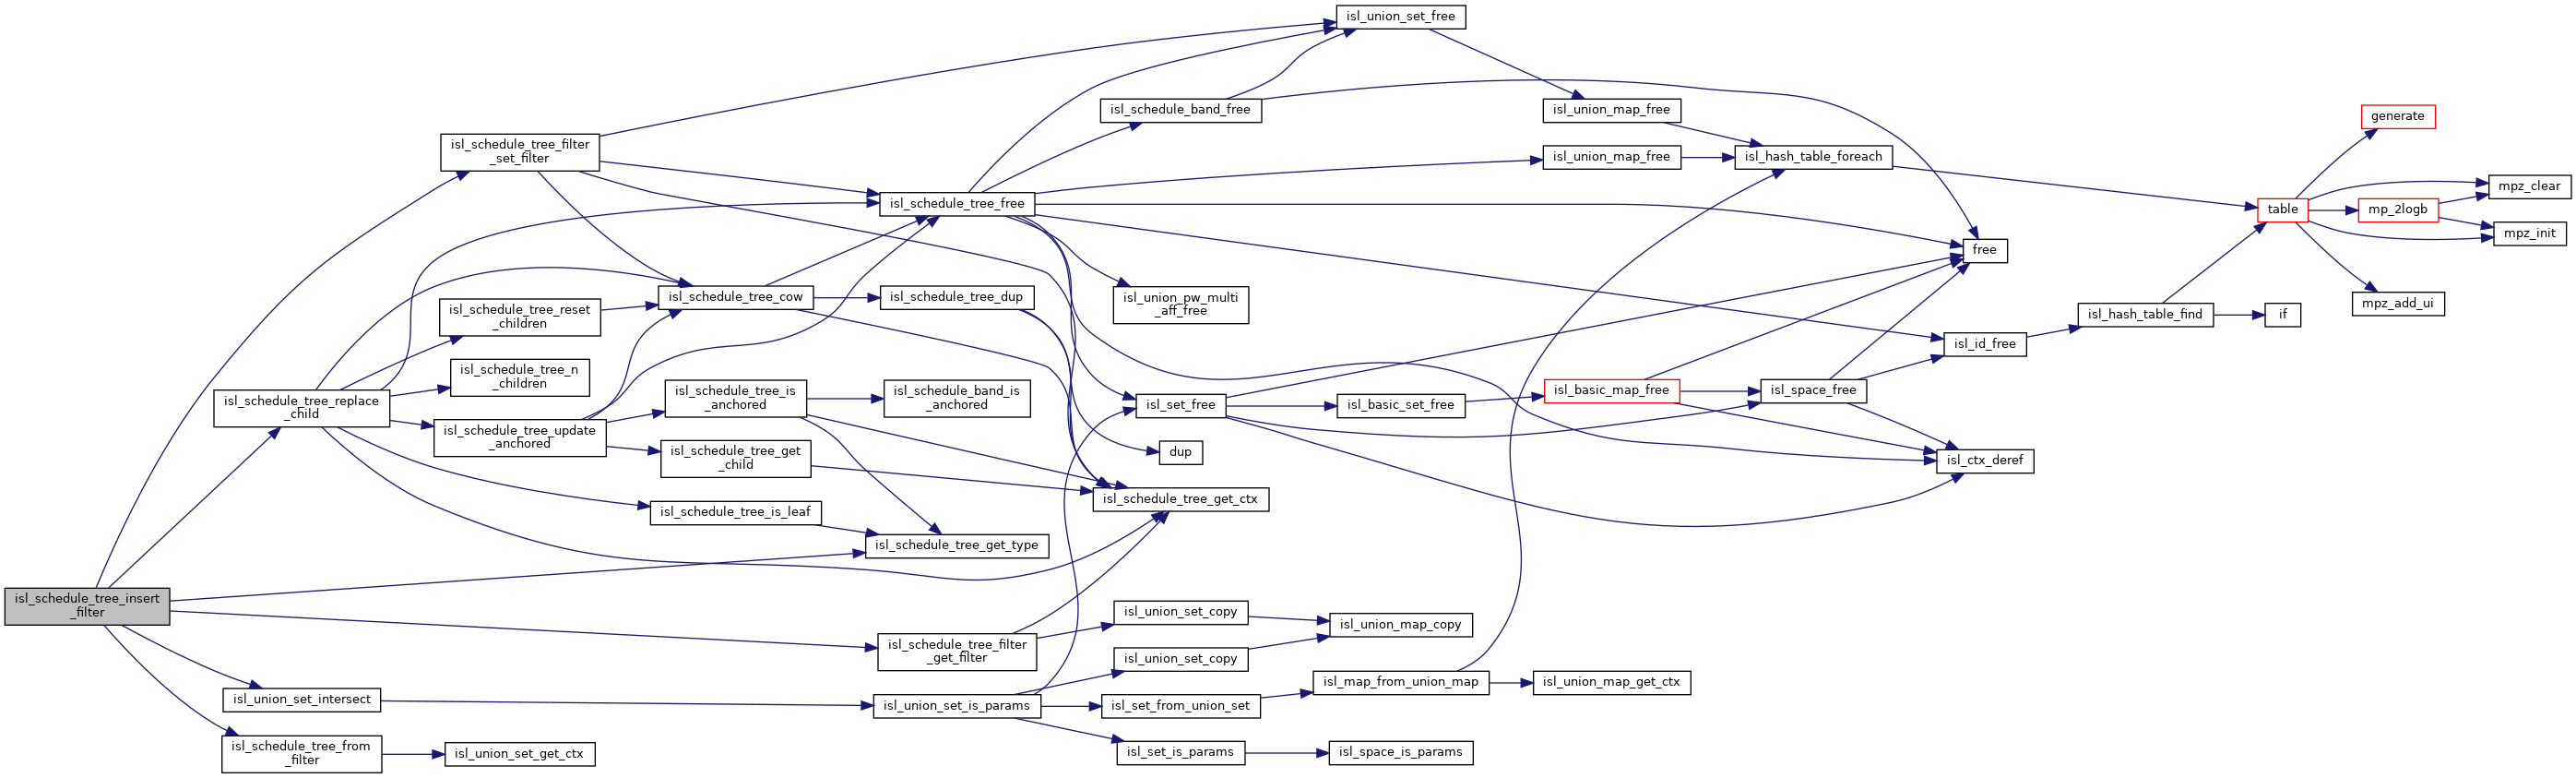 isl_schedule_tree_insert
_filter
isl_schedule_tree_filter
_set_filter
isl_schedule_tree_replace
_child
isl_union_set_intersect
isl_schedule_tree_from
_filter
isl_schedule_tree_reset
_children
isl_schedule_tree_n
_children
isl_schedule_tree_update
_anchored
isl_union_set_get_ctx
isl_schedule_tree_cow
isl_schedule_tree_is
_anchored
isl_schedule_tree_get
_child
isl_schedule_tree_is_leaf
isl_schedule_tree_free
isl_schedule_tree_dup
isl_schedule_band_is
_anchored
isl_schedule_tree_get_type
isl_schedule_tree_filter
_get_filter
isl_union_set_is_params
isl_schedule_band_free
isl_union_pw_multi
_aff_free
isl_set_free
dup
isl_schedule_tree_get_ctx
isl_union_set_copy
isl_union_set_copy
isl_set_from_union_set
isl_set_is_params
isl_union_set_free
isl_basic_set_free
isl_union_map_copy
isl_map_from_union_map
isl_space_is_params
isl_union_map_free
isl_union_map_free
isl_basic_map_free
isl_union_map_get_ctx
isl_hash_table_foreach
isl_space_free
free
isl_id_free
isl_ctx_deref
isl_hash_table_find
table
if
generate
mp_2logb
mpz_add_ui
mpz_clear
mpz_init